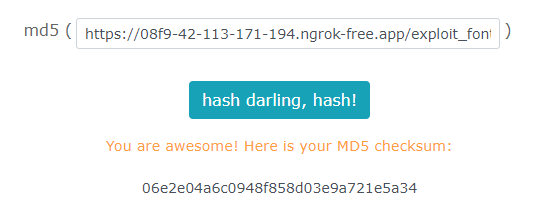 md5 ( https://08f9-42-113-171-194.ngrok-free.app/exploit_font )
hash darling, hash!
You are awesome! Here is your MD5 checksum:
06e2e04a6c0948f858d03e9a721e5a34